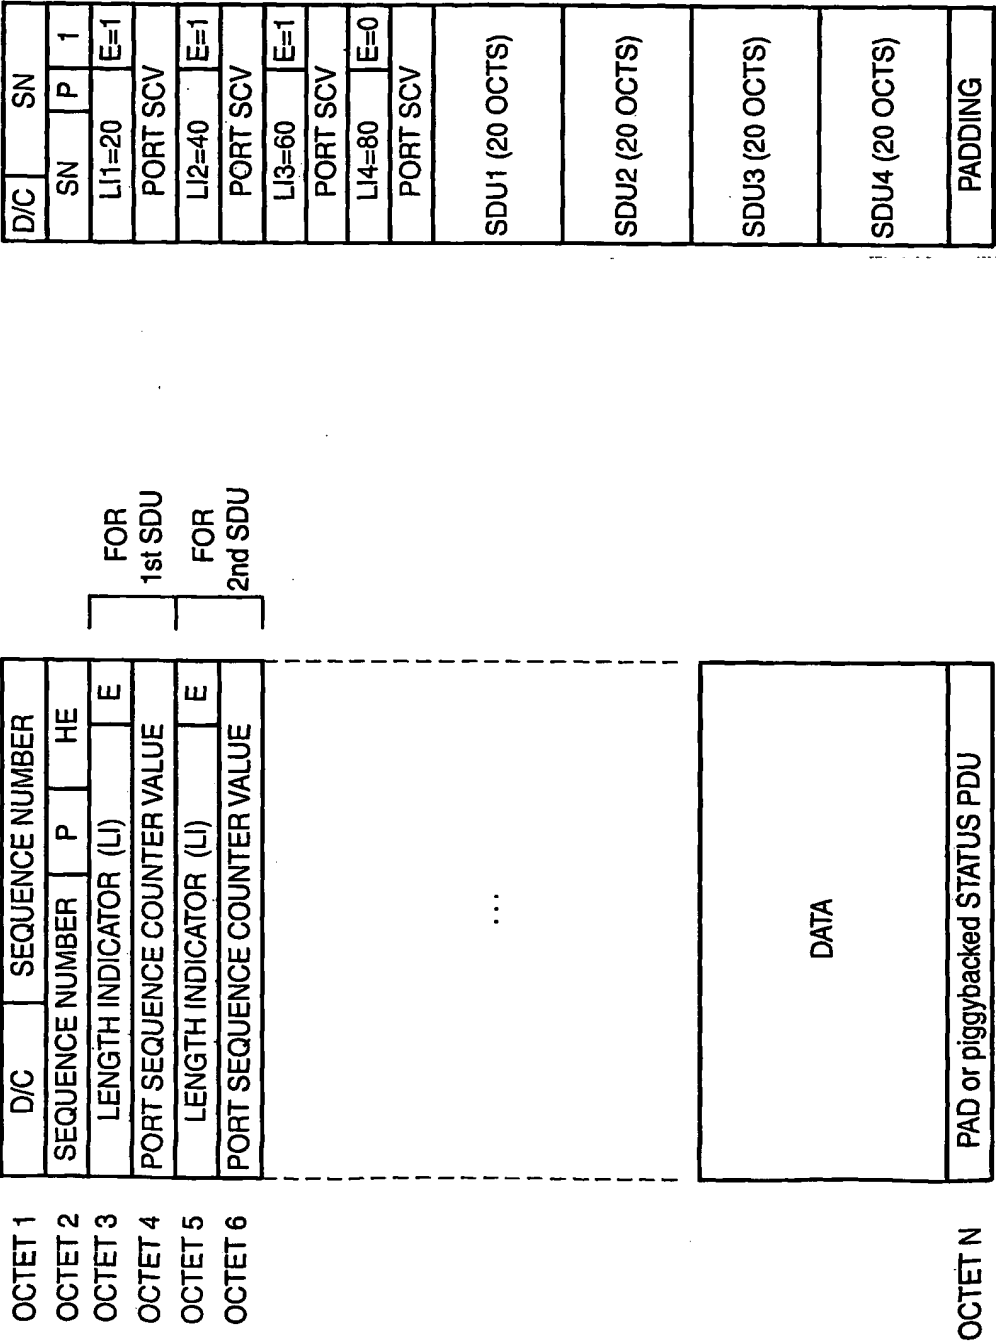 OCTET 1 D/C SEQUENCE NUMBER
OCTET 2 SEQUENCE NUMBER P HE
OCTET 3 LENGTH INDICATOR (LI) E
OCTET 4 PORT SEQUENCE COUNTER VALUE
FOR
1st SDU
OCTET 5 LENGTH INDICATOR (LI) E
OCTET 6 PORT SEQUENCE COUNTER VALUE
FOR
2nd SDU
...
DATA
OCTET N PAD or piggybacked STATUS PDU
D/C SN
SN P 1
LI1=20 E=1
PORT SCV
LI2=40 E=1
PORT SCV
LI3=60 E=1
PORT SCV
LI4=80 E=0
PORT SCV
SDU1 (20 OCTS)
SDU2 (20 OCTS)
SDU3 (20 OCTS)
SDU4 (20 OCTS)
PADDING